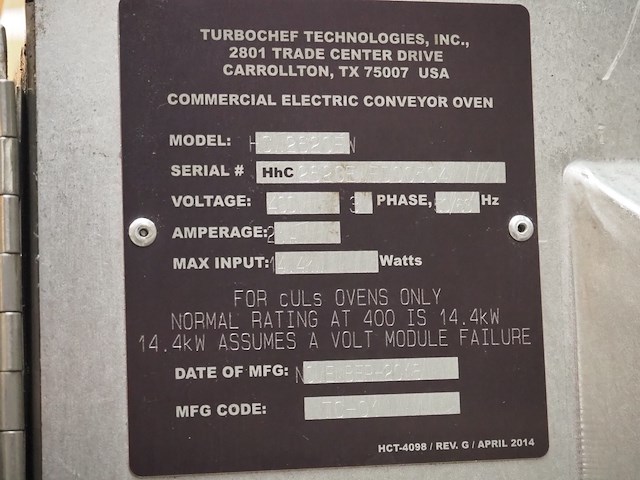 TURBOCHEF TECHNOLOGIES, INC.,
2801 TRADE CENTER DRIVE
CARROLLTON, TX 75007 USA
COMMERCIAL ELECTRIC CONVEYOR OVEN
MODEL:
SERIAL # HhC
VOLTAGE: PHASE, Hz
AMPERAGE:
MAX INPUT: Watts
FOR cULs OVENS ONLY
NORMAL RATING AT 400 IS 14.4kW
14.4kW ASSUMES A VOLT MODULE FAILURE
DATE OF MFG:
MFG CODE:
HCT-4098 / REV. G / APRIL 2014